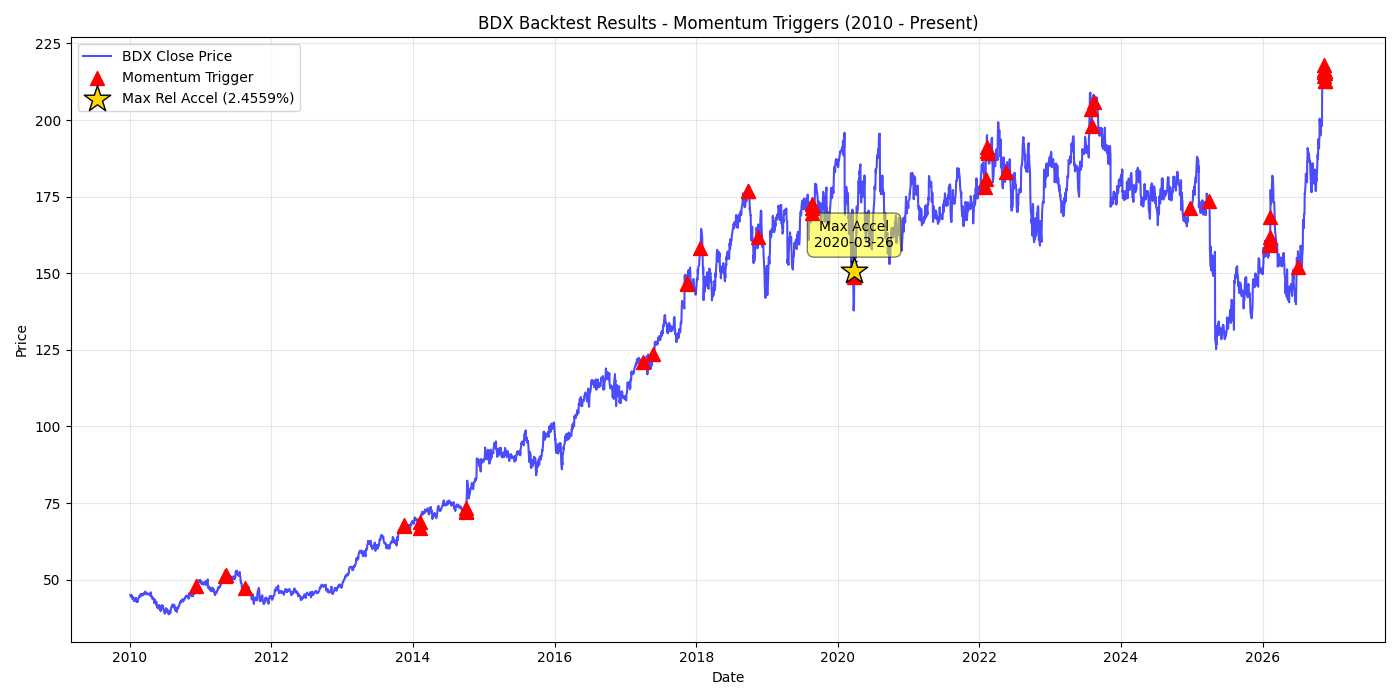 BDX Backtest Results - Momentum Triggers (2010 - Present)
BDX Close Price
Momentum Trigger
Max Rel Accel (2.4559%)
225
200
175
150
125
100
75
50
Price
Max Accel
2020-03-26
2010 2012 2014 2016 2018 2020 2022 2024 2026
Date